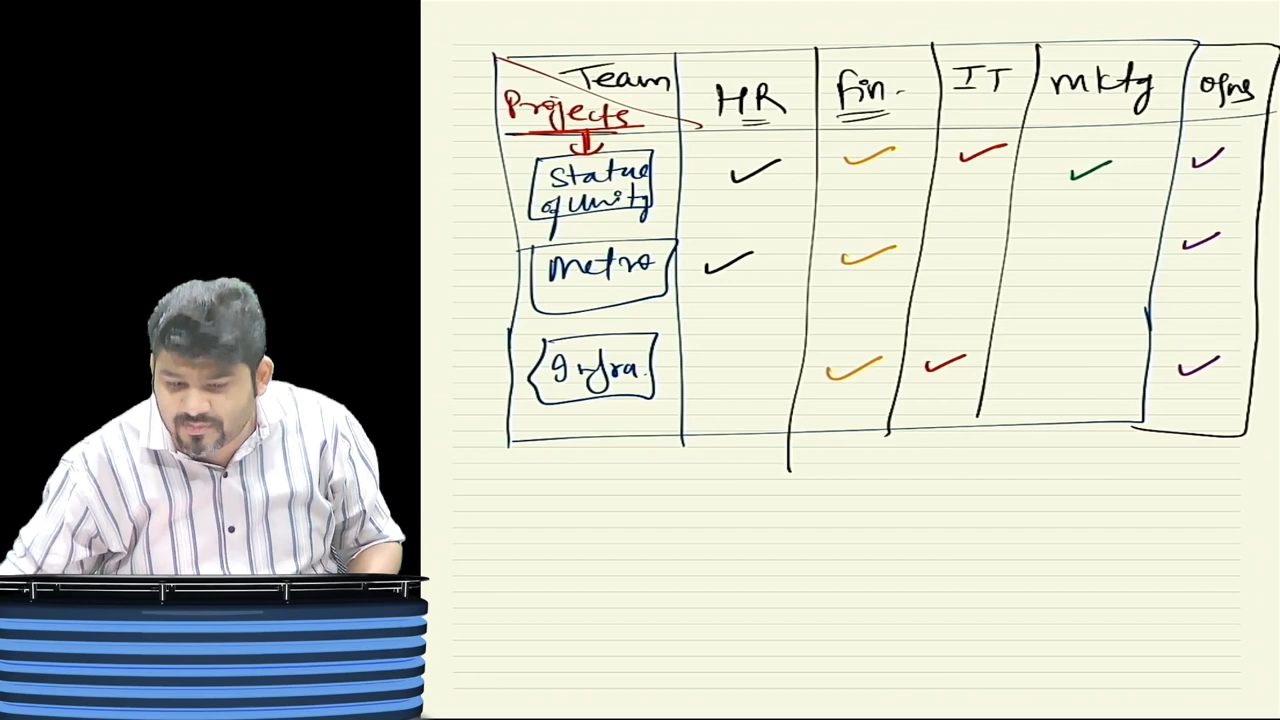 Team
Projects
HR
Fin.
IT
mktg
opns
Statue
of Unity
Metro
Infra.